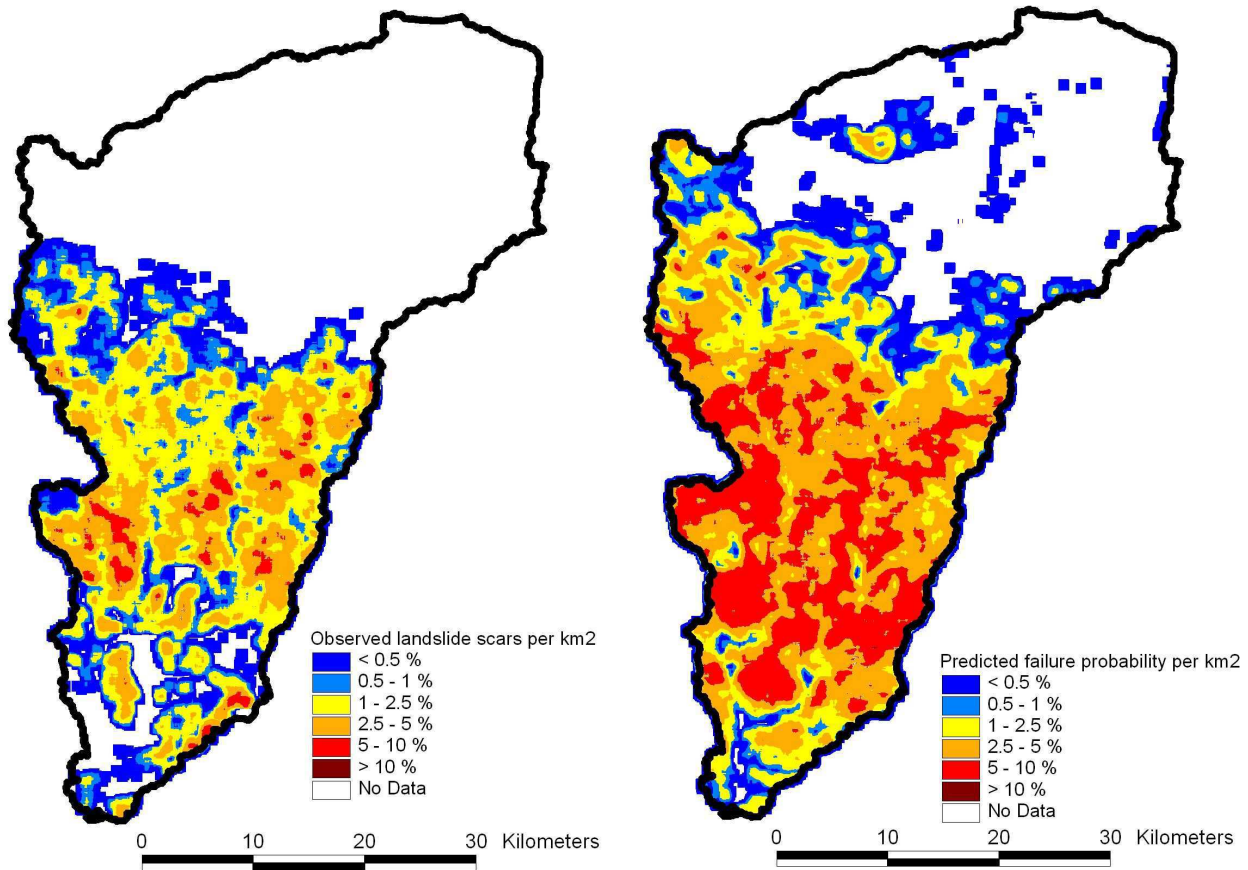 Observed landslide scars per km2
< 0.5 %
0.5 - 1 %
1 - 2.5 %
2.5 - 5 %
5 - 10 %
> 10 %
No Data
0 10 20 30 Kilometers
Predicted failure probability per km2
< 0.5 %
0.5 - 1 %
1 - 2.5 %
2.5 - 5 %
5 - 10 %
> 10 %
No Data
0 10 20 30 Kilometers